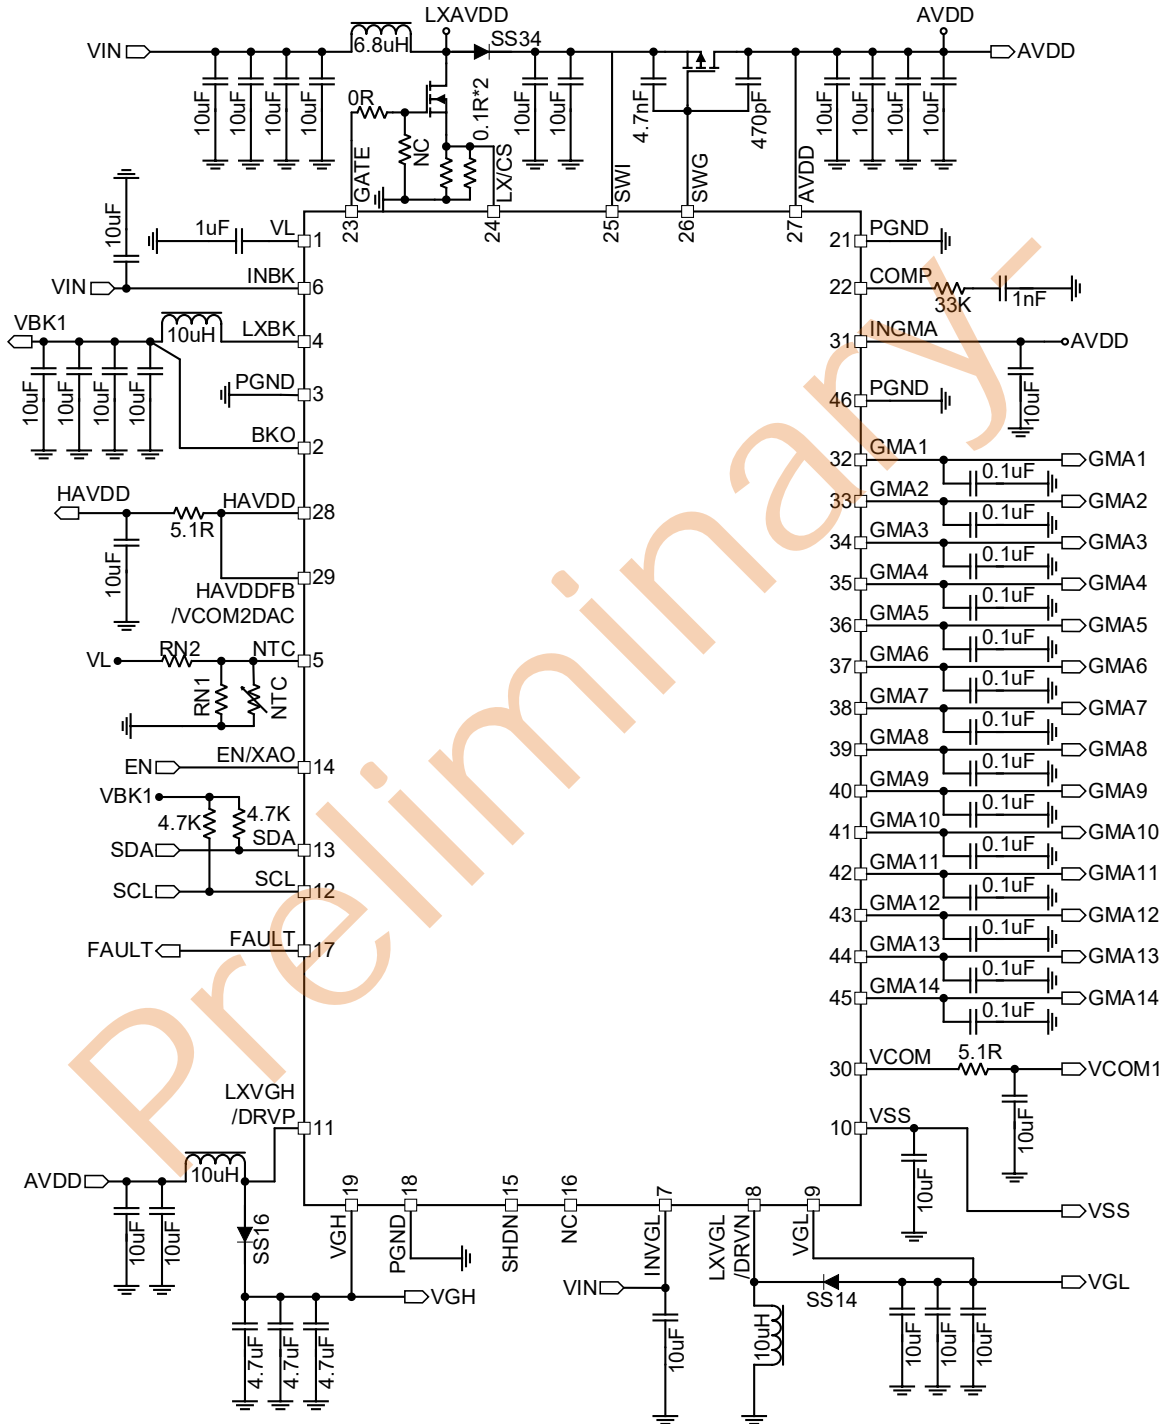 LXAVDD
AVDD
VIN
6.8uH
SS34
AVDD
10uF
10uF
10uF
10uF
0R
NC
0.1R*2
10uF
10uF
4.7nF
470pF
10uF
10uF
10uF
10uF
GATE
LX/CS
SWI
SWG
AVDD
23
24
25
26
27
10uF
1uF
VL
1
21
PGND
VIN
INBK
6
22
COMP
33K
1nF
VBK1
10uH
LXBK
4
31
INGMA
AVDD
10uF
10uF
10uF
10uF
PGND
3
46
PGND
10uF
BKO
2
32
GMA1
0.1uF
GMA1
33
GMA2
0.1uF
GMA2
HAVDD
5.1R
HAVDD
28
34
GMA3
0.1uF
GMA3
10uF
29
HAVDDFB
/VCOM2DAC
35
GMA4
0.1uF
GMA4
36
GMA5
0.1uF
GMA5
VL
RN2
NTC
5
RN1
NTC
37
GMA6
0.1uF
GMA6
38
GMA7
0.1uF
GMA7
EN
EN/XAO
14
39
GMA8
0.1uF
GMA8
VBK1
4.7K
4.7K
40
GMA9
0.1uF
GMA9
SDA
SDA
13
41
GMA10
0.1uF
GMA10
SCL
SCL
12
42
GMA11
0.1uF
GMA11
43
GMA12
0.1uF
GMA12
FAULT
FAULT
17
44
GMA13
0.1uF
GMA13
45
GMA14
0.1uF
GMA14
30
VCOM
5.1R
VCOM1
10uF
LXVGH
/DRVP
11
10
VSS
10uF
VSS
AVDD
10uH
10uF
10uF
SS16
19
VGH
18
PGND
15
SHDN
16
NC
7
INVGL
8
LXVGL
/DRVN
9
VGL
VGH
4.7uF
4.7uF
4.7uF
VIN
10uF
10uH
SS14
10uF
10uF
10uF
VGL
Preliminary-